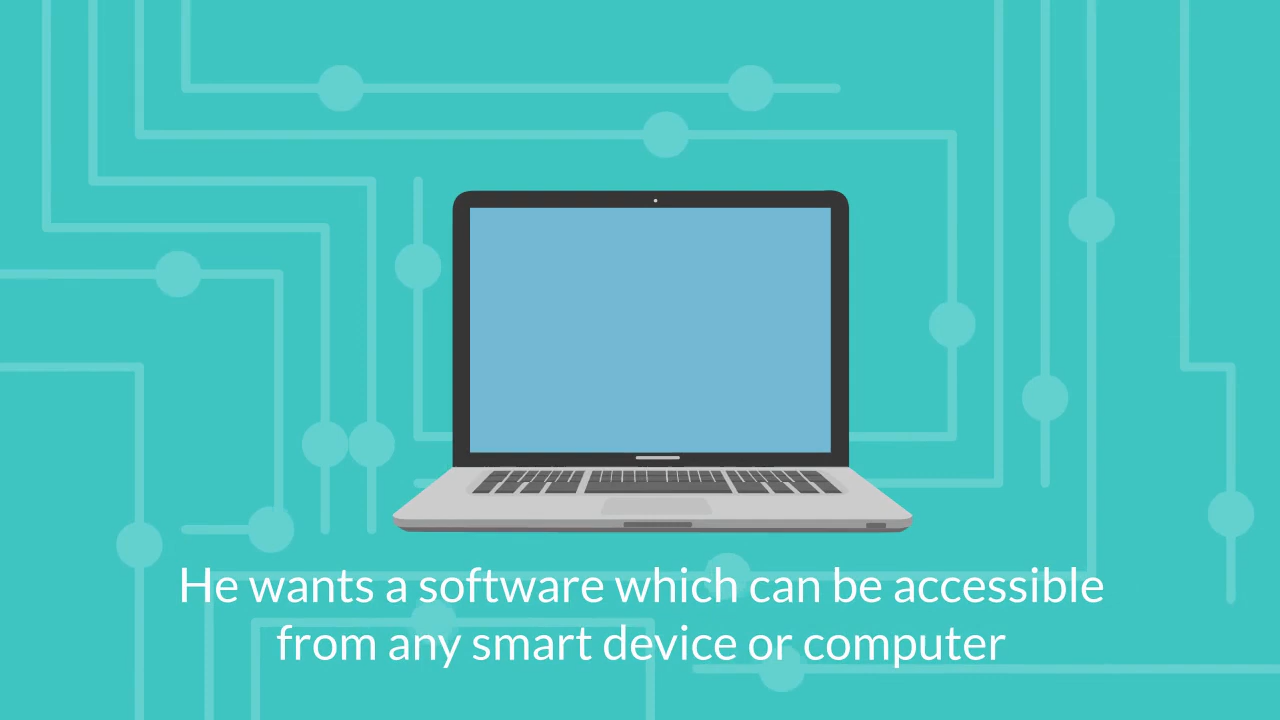 He wants a software which can be accessible
from any smart device or computer